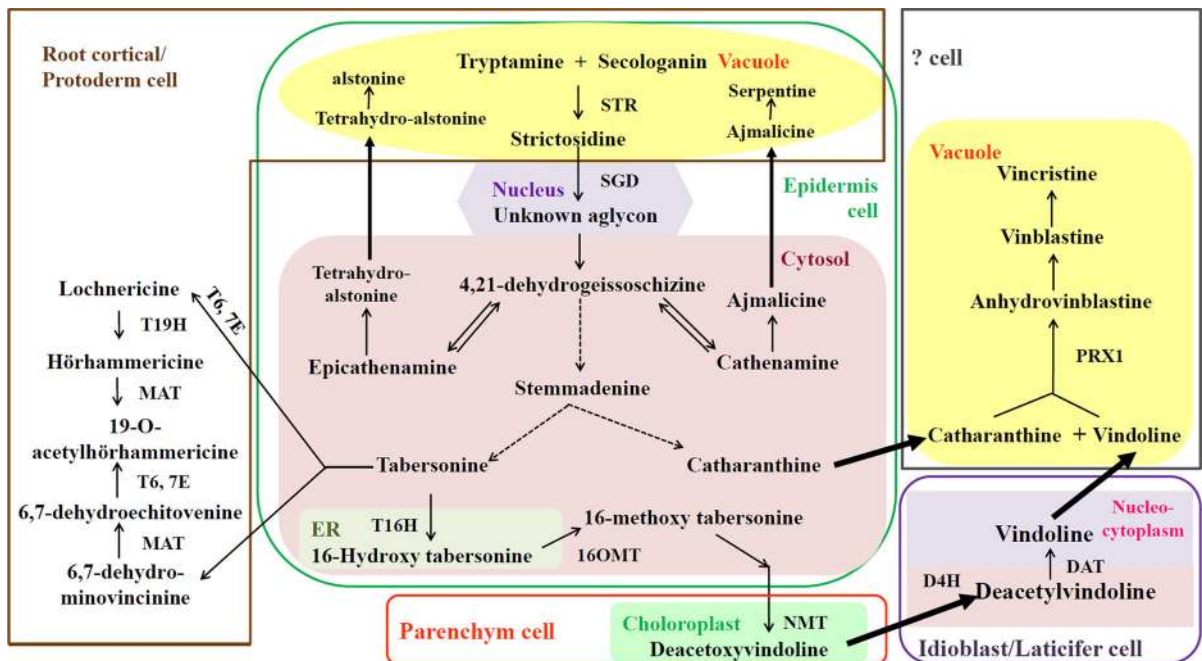 Root cortical/
Protoderm cell
Tryptamine + Secologanin Vacuole
alstonine
Tetrahydro-alstonine
STR
Strictosidine
Serpentine
Ajmalicine
? cell
Vacuole
Vincristine
Vinblastine
Anhydrovinblastine
PRX1
Catharanthine + Vindoline
SGD
Nucleus
Unknown aglycon
Epidermis
cell
Cytosol
Tetrahydro-
alstonine
4,21-dehydrogeissoschizine
Ajmalicine
Epicathenamine
Cathenamine
Stemmadenine
Tabersonine
Catharanthine
Lochnericine
T6, 7E
T19H
Hörhammericine
MAT
19-O-
acetylhörhammericine
T6, 7E
6,7-dehydroechitovenine
MAT
6,7-dehydro-
minovincinine
ER
T16H
16-Hydroxy tabersonine
16OMT
16-methoxy tabersonine
Parenchym cell
Choloroplast
NMT
Deacetoxyvindoline
Nucleo-
cytoplasm
Vindoline
DAT
D4H
Deacetylvindoline
Idioblast/Laticifer cell